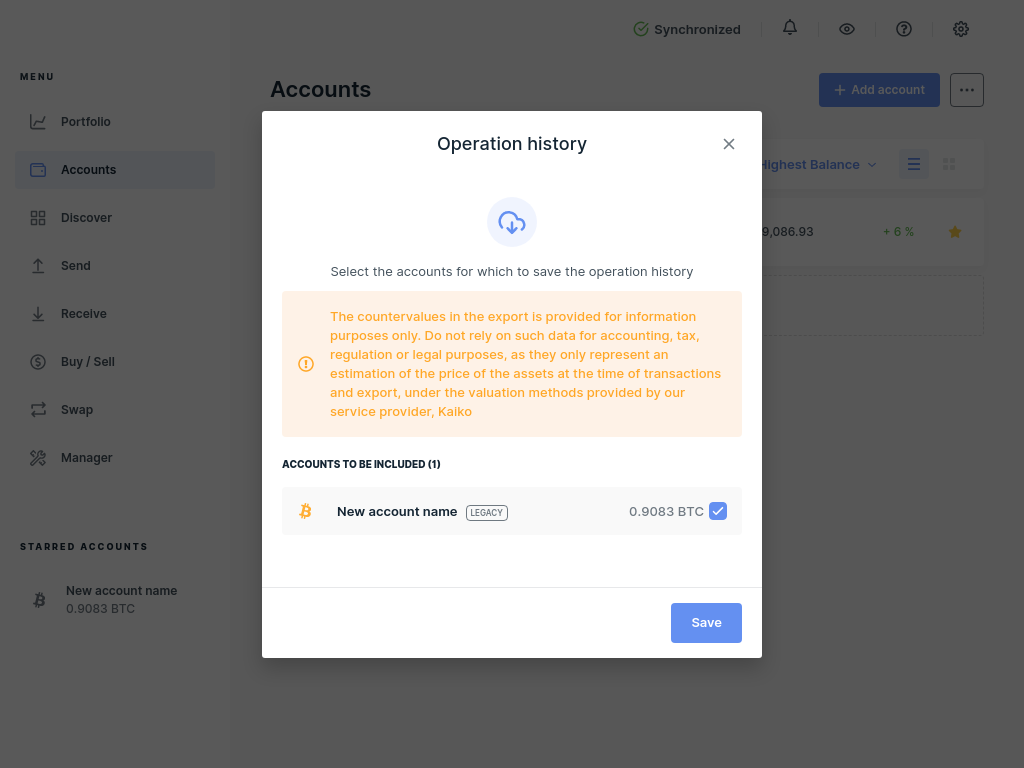 Synchronized
MENU
Accounts
Add account
Portfolio
Operation history
Accounts
Highest Balance
Discover
9,086.93
+ 6 %
Send
Select the accounts for which to save the operation history
Receive
The countervalues in the export is provided for information
purposes only. Do not rely on such data for accounting, tax,
regulation or legal purposes, as they only represent an
estimation of the price of the assets at the time of transactions
and export, under the valuation methods provided by our
service provider, Kaiko
Buy / Sell
Swap
Manager
ACCOUNTS TO BE INCLUDED (1)
New account name LEGACY 0.9083 BTC
STARRED ACCOUNTS
New account name
0.9083 BTC
Save